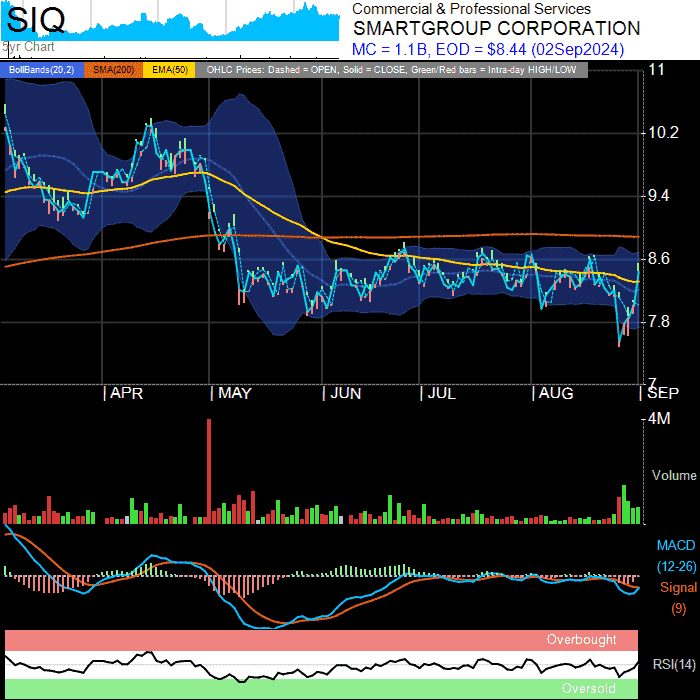 SIQ
5yr Chart
Commercial & Professional Services
SMARTGROUP CORPORATION
MC = 1.1B, EOD = $8.44 (02Sep2024)
BollBands(20,2) SMA(200) EMA(50) OHLC Prices: Dashed = OPEN, Solid = CLOSE, Green/Red bars = Intra-day HIGH/LOW
11
10.2
9.4
8.6
7.8
7
| APR | MAY | JUN | JUL | AUG | SEP
4M
Volume
MACD
(12-26)
Signal
(9)
Overbought
RSI(14)
Oversold